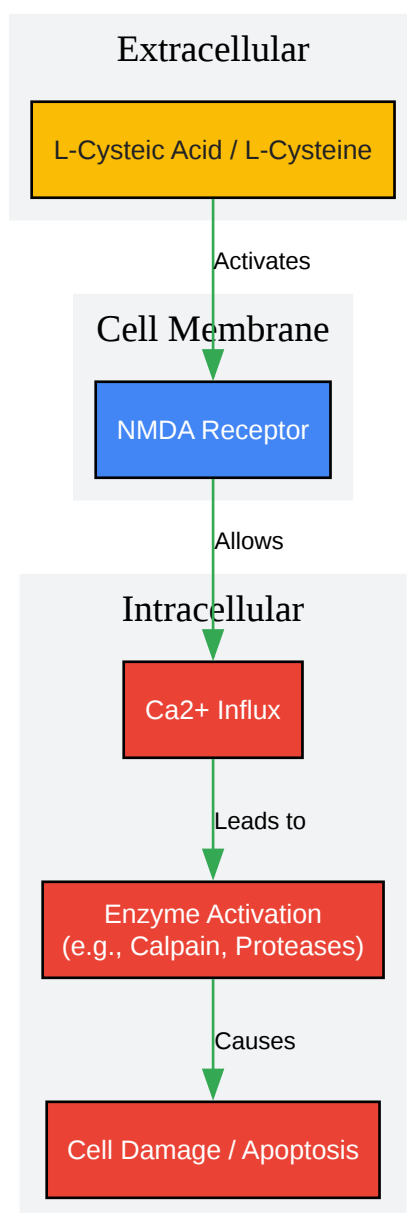 Extracellular
L-Cysteic Acid / L-Cysteine
Activates
Cell Membrane
NMDA Receptor
Allows
Intracellular
Ca2+ Influx
Leads to
Enzyme Activation
(e.g., Calpain, Proteases)
Causes
Cell Damage / Apoptosis